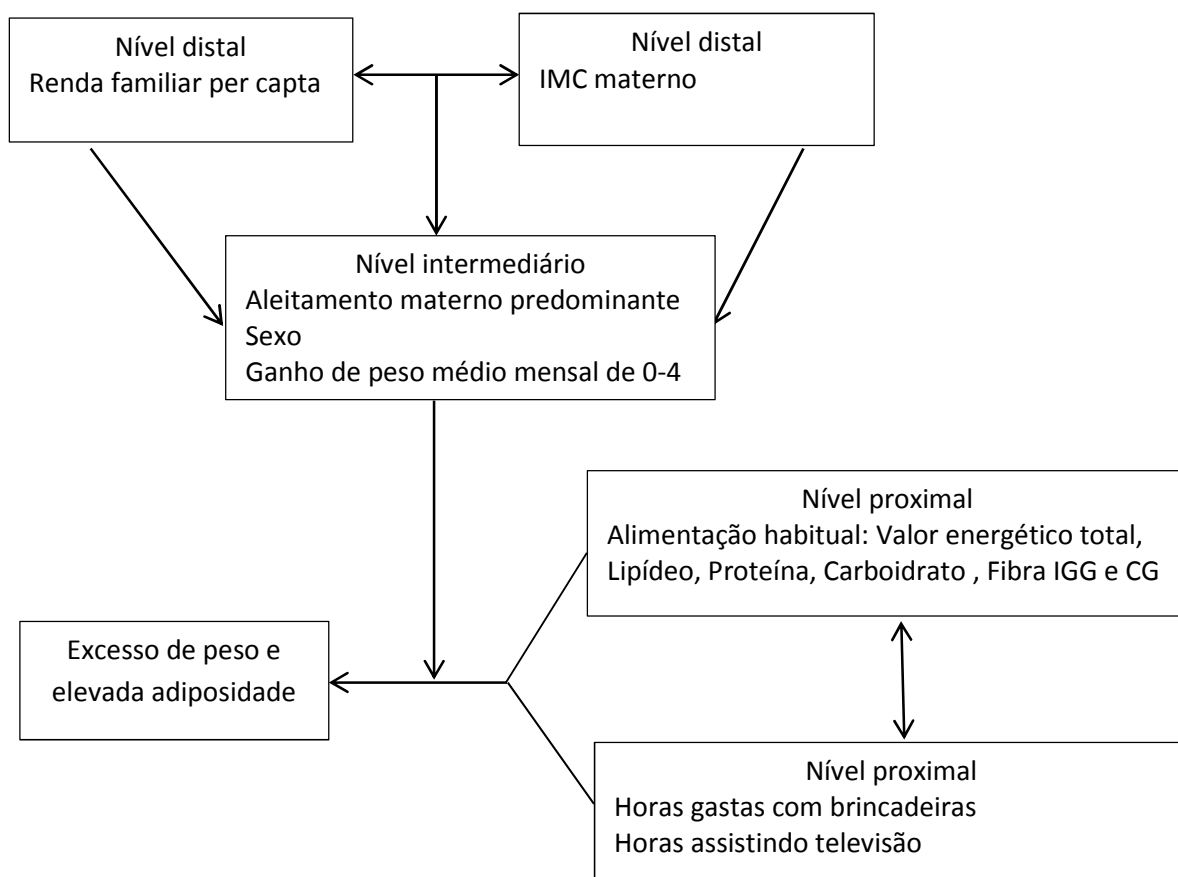 Nível distal
Renda familiar per capta
Nível distal
IMC materno
Nível intermediário
Aleitamento materno predominante
Sexo
Ganho de peso médio mensal de 0-4
Nível proximal
Alimentação habitual: Valor energético total,
Lipídeo, Proteína, Carboidrato , Fibra IGG e CG
Excesso de peso e
elevada adiposidade
Nível proximal
Horas gastas com brincadeiras
Horas assistindo televisão